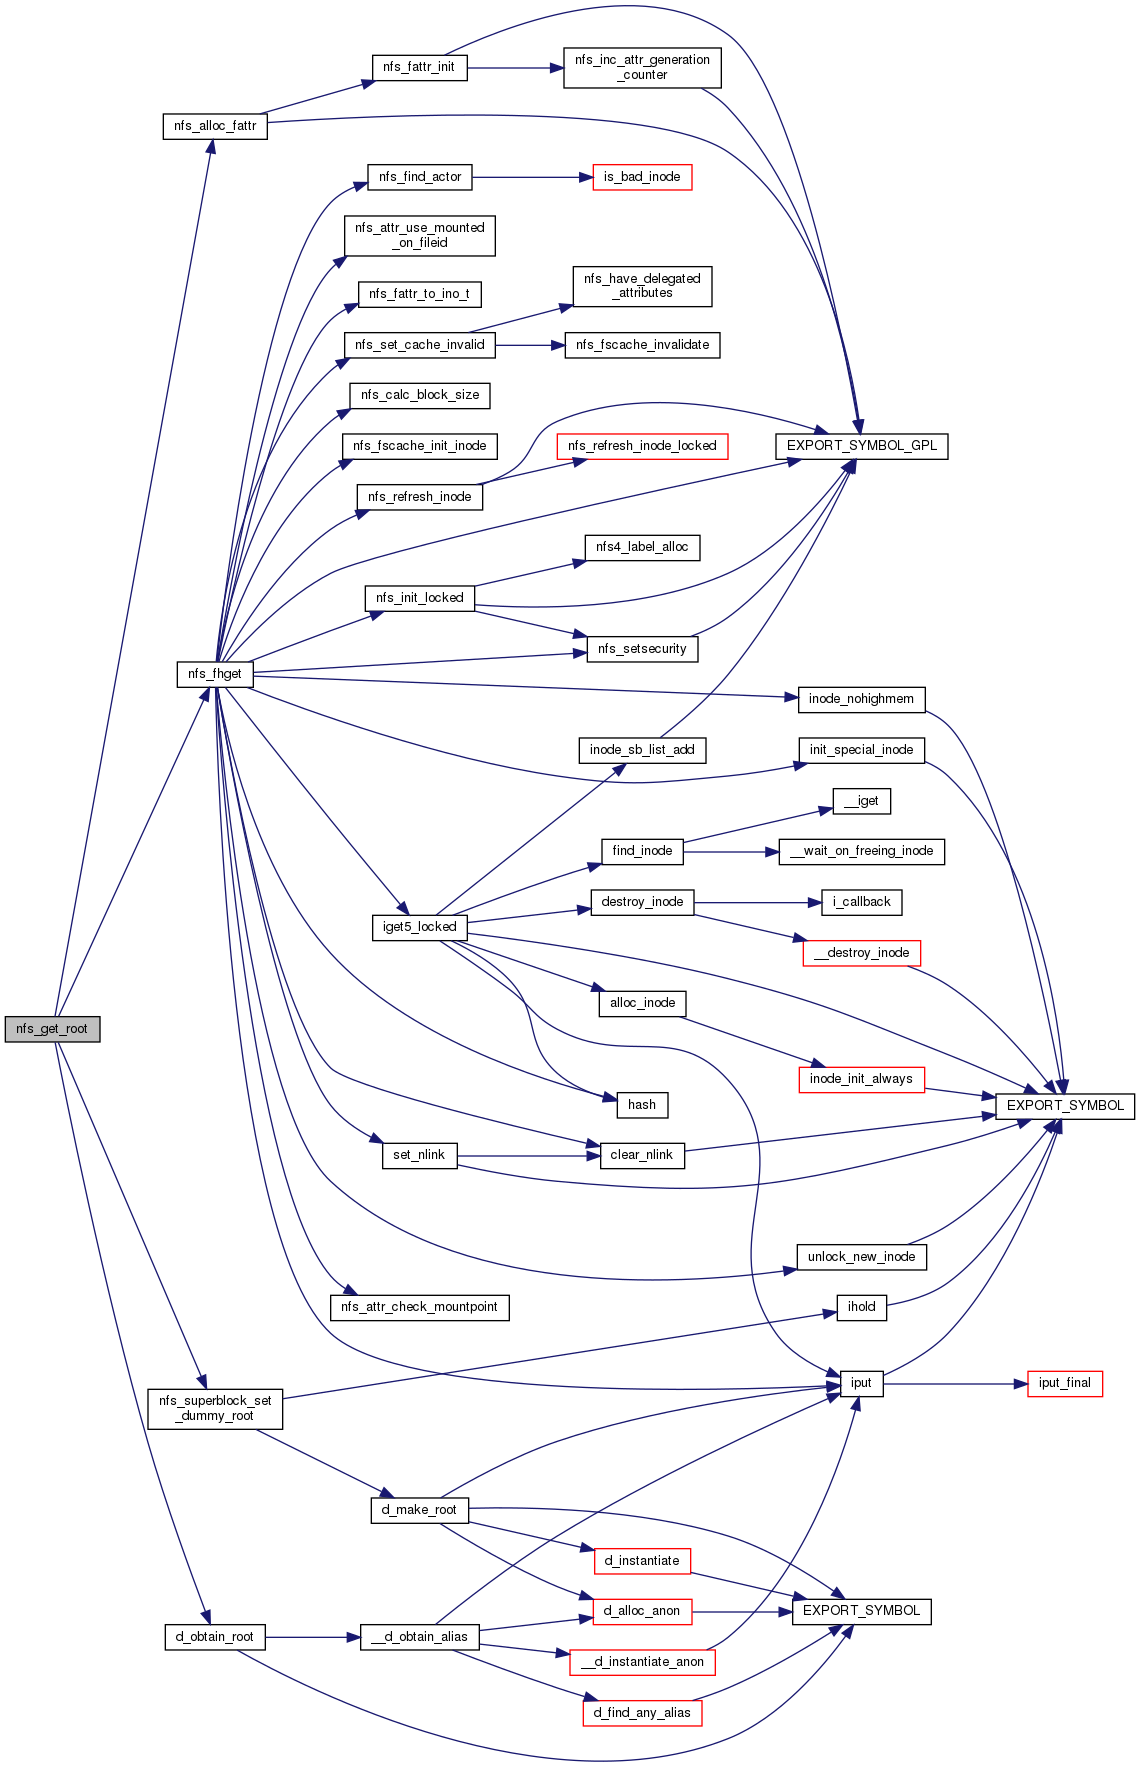 nfs_fattr_init
nfs_inc_attr_generation
_counter
nfs_alloc_fattr
nfs_find_actor
is_bad_inode
nfs_attr_use_mounted
_on_fileid
nfs_have_delegated
_attributes
nfs_fattr_to_ino_t
nfs_set_cache_invalid
nfs_fscache_invalidate
nfs_calc_block_size
nfs_fscache_init_inode
nfs_refresh_inode_locked
EXPORT_SYMBOL_GPL
nfs_refresh_inode
nfs4_label_alloc
nfs_init_locked
nfs_setsecurity
nfs_fhget
inode_nohighmem
inode_sb_list_add
init_special_inode
__iget
find_inode
__wait_on_freeing_inode
destroy_inode
i_callback
iget5_locked
__destroy_inode
alloc_inode
nfs_get_root
inode_init_always
hash
EXPORT_SYMBOL
set_nlink
clear_nlink
unlock_new_inode
nfs_attr_check_mountpoint
ihold
iput
iput_final
nfs_superblock_set
_dummy_root
d_make_root
d_instantiate
d_alloc_anon
EXPORT_SYMBOL
d_obtain_root
__d_obtain_alias
__d_instantiate_anon
d_find_any_alias